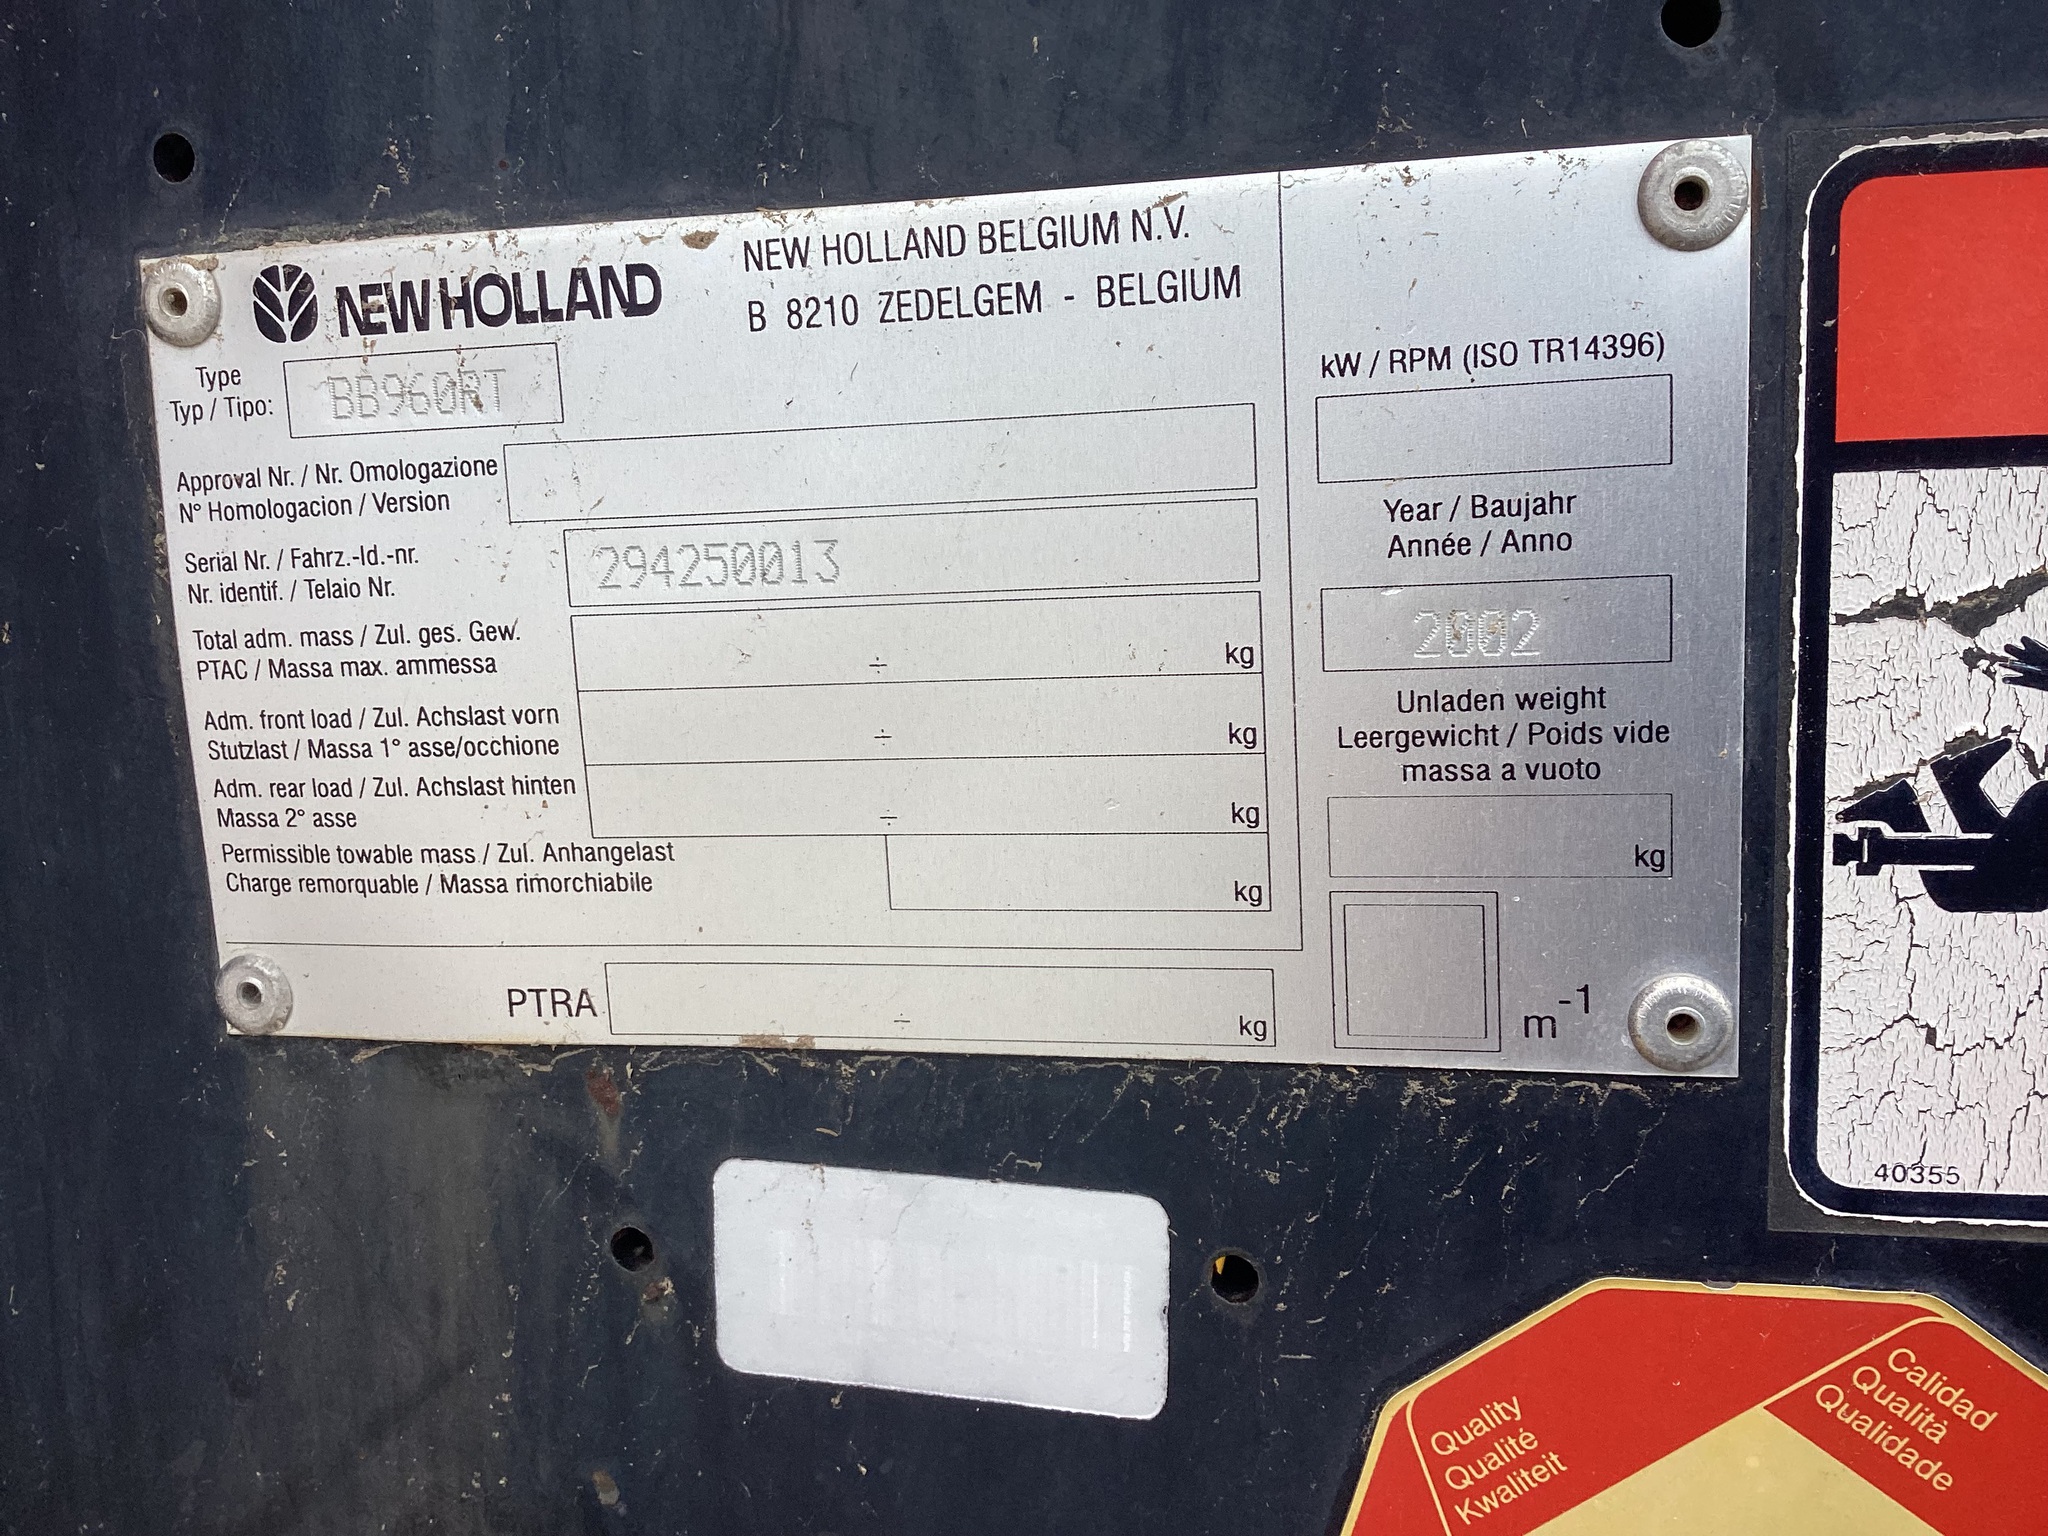 NEW HOLLAND
NEW HOLLAND BELGIUM N.V.
B 8210 ZEDELGEM - BELGIUM
Type
Typ / Tipo:
BB960RT
Approval Nr. / Nr. Omologazione
N° Homologacion / Version
Serial Nr. / Fahrz.-Id.-nr.
Nr. identif. / Telaio Nr.
294250013
Total adm. mass / Zul. ges. Gew.
PTAC / Massa max. ammessa
÷ kg
Adm. front load / Zul. Achslast vorn
Stutzlast / Massa 1° asse/occhione
÷ kg
Adm. rear load / Zul. Achslast hinten
Massa 2° asse
÷ kg
Permissible towable mass / Zul. Anhangelast
Charge remorquable / Massa rimorchiabile
kg
PTRA
÷ kg
kW / RPM (ISO TR14396)
Year / Baujahr
Année / Anno
2002
Unladen weight
Leergewicht / Poids vide
massa a vuoto
kg
m-1
40355
Quality
Qualité
Kwaliteit
Calidad
Qualità
Qualidade